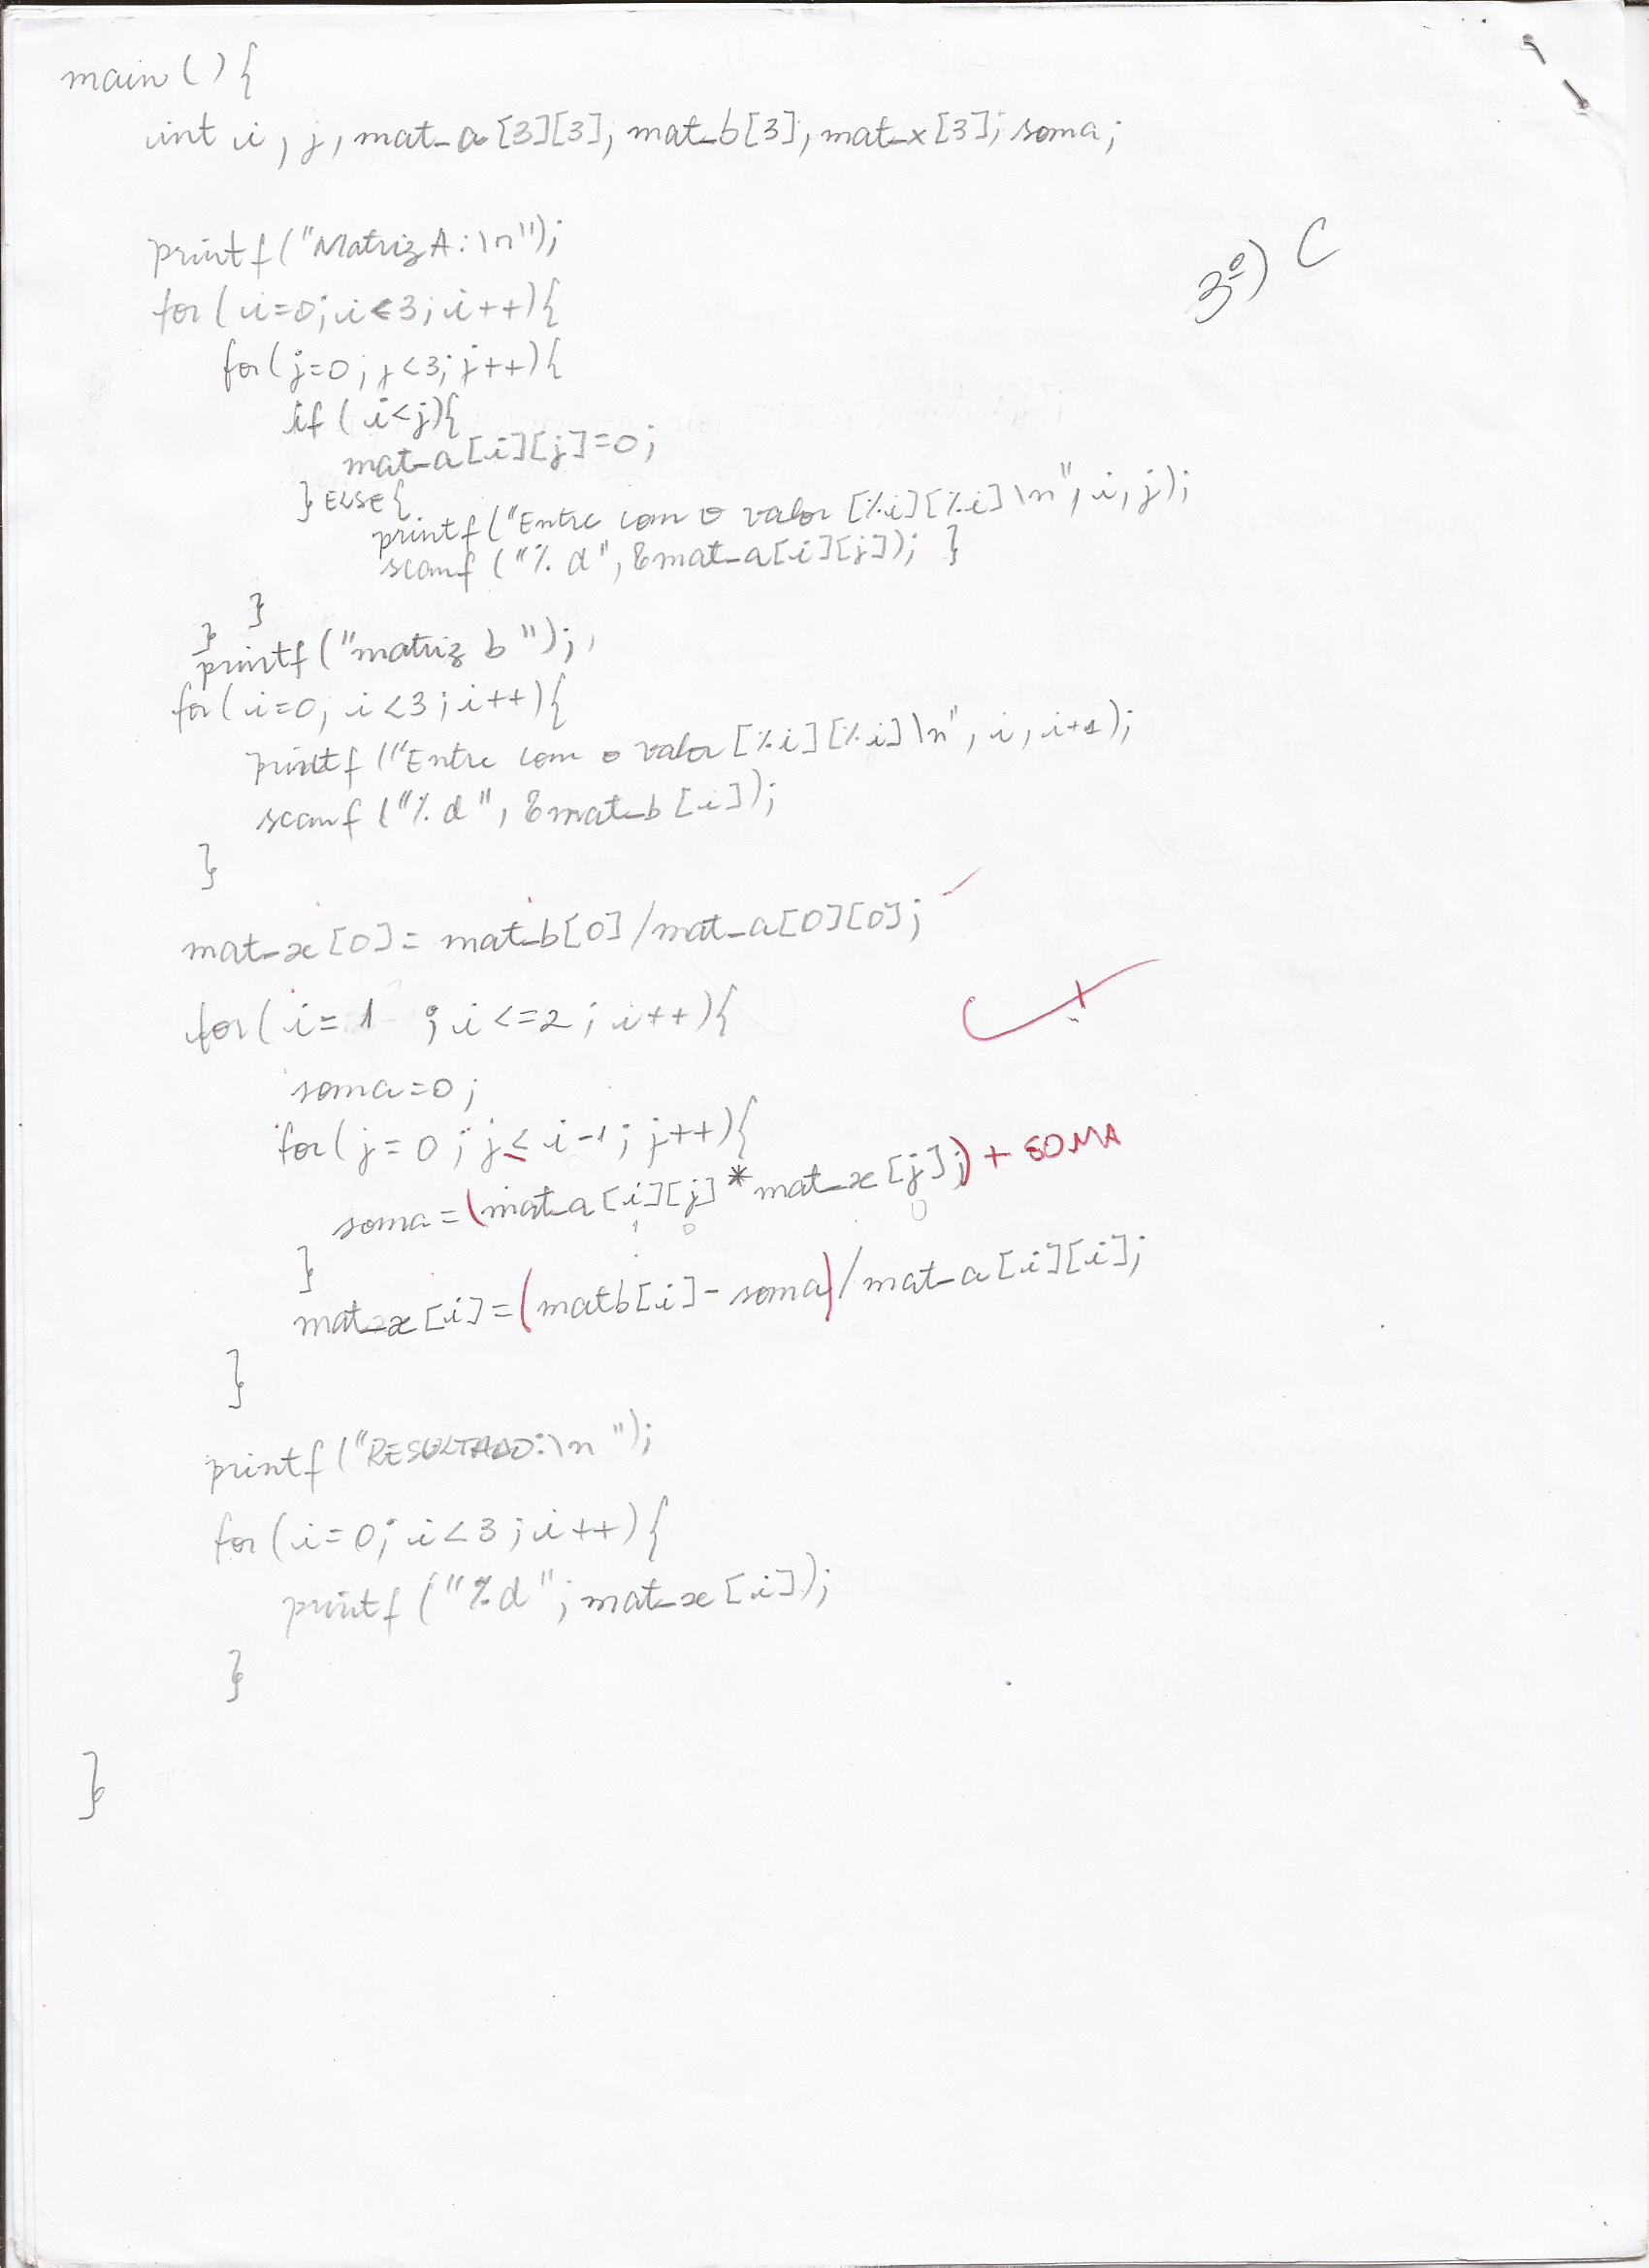 main(){
int i, j, mat_a[3][3]; mat_b[3]; mat_x[3]; soma;
3º) C
printf("Matriz A:\n");
for(i=0;i<3;i++){
for(j=0;j<3;j++){
if(i<j){
mat_a[i][j]=0;
}ELSE{
printf("Entre com o valor [%i][%i]\n",i,j);
scanf("%d",&mat_a[i][j]); }
}
}
printf("matriz b");
for(i=0; i<3;i++){
printf("Entre com o valor [%i][%i]\n", i, i+1);
scanf("%d", &mat_b[i]);
}
mat_x[0]= mat_b[0]/mat_a[0][0];
for(i=1 ;i<=2;i++){
soma=0;
for(j=0;j≤i-1;j++){
soma=(mat_a[i][j]*mat_x[j];)+ SOMA
1 0 0
}
mat_x[i]=(matb[i]-soma)/mat_a[i][i];
}
printf("RESULTADO:\n");
for(i=0;i<3;i++){
printf("%d";mat_x[i]);
}
}